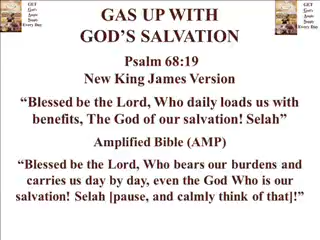 GAS UP WITH
GOD’S SALVATION
Psalm 68:19
New King James Version
“Blessed be the Lord, Who daily loads us with
benefits, The God of our salvation! Selah”
Amplified Bible (AMP)
“Blessed be the Lord, Who bears our burdens and
carries us day by day, even the God Who is our
salvation! Selah [pause, and calmly think of that]!”